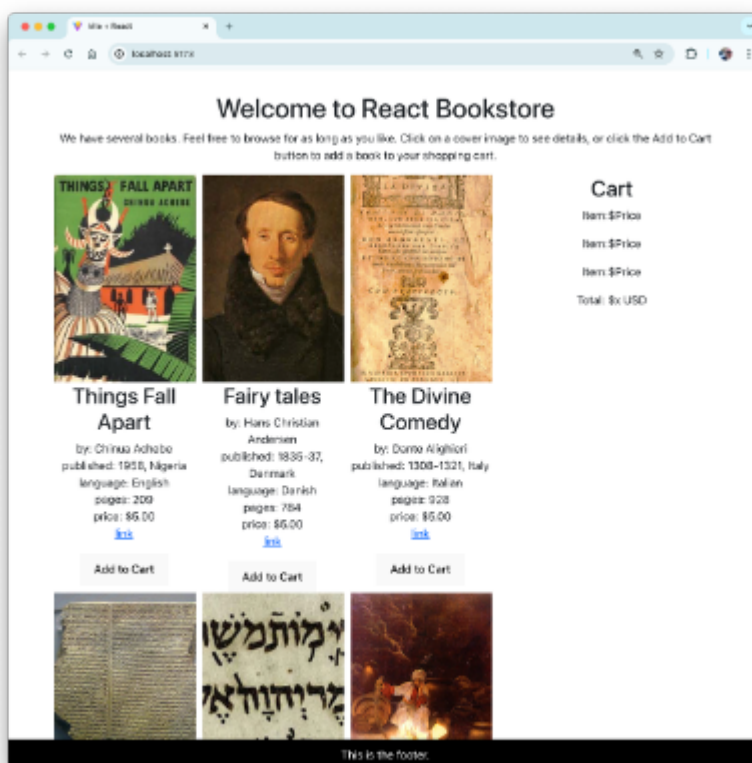 Vite + React
localhost:5173
Welcome to React Bookstore
We have several books. Feel free to browse for as long as you like. Click on a cover image to see details, or click the Add to Cart
button to add a book to your shopping cart.
THINGS FALL APART
CHINUA ACHEBE
Things Fall
Apart
by: Chinua Achebe
published: 1958, Nigeria
language: English
pages: 209
price: $5.00
link
Add to Cart
Fairy tales
by: Hans Christian
Andersen
published: 1835-37,
Denmark
language: Danish
pages: 784
price: $5.00
link
Add to Cart
LA DIVINA
The Divine
Comedy
by: Dante Alighieri
published: 1308-1321, Italy
language: Italian
pages: 928
price: $5.00
link
Add to Cart
Cart
Item:$Price
Item:$Price
Item:$Price
Total: $x USD
This is the footer.